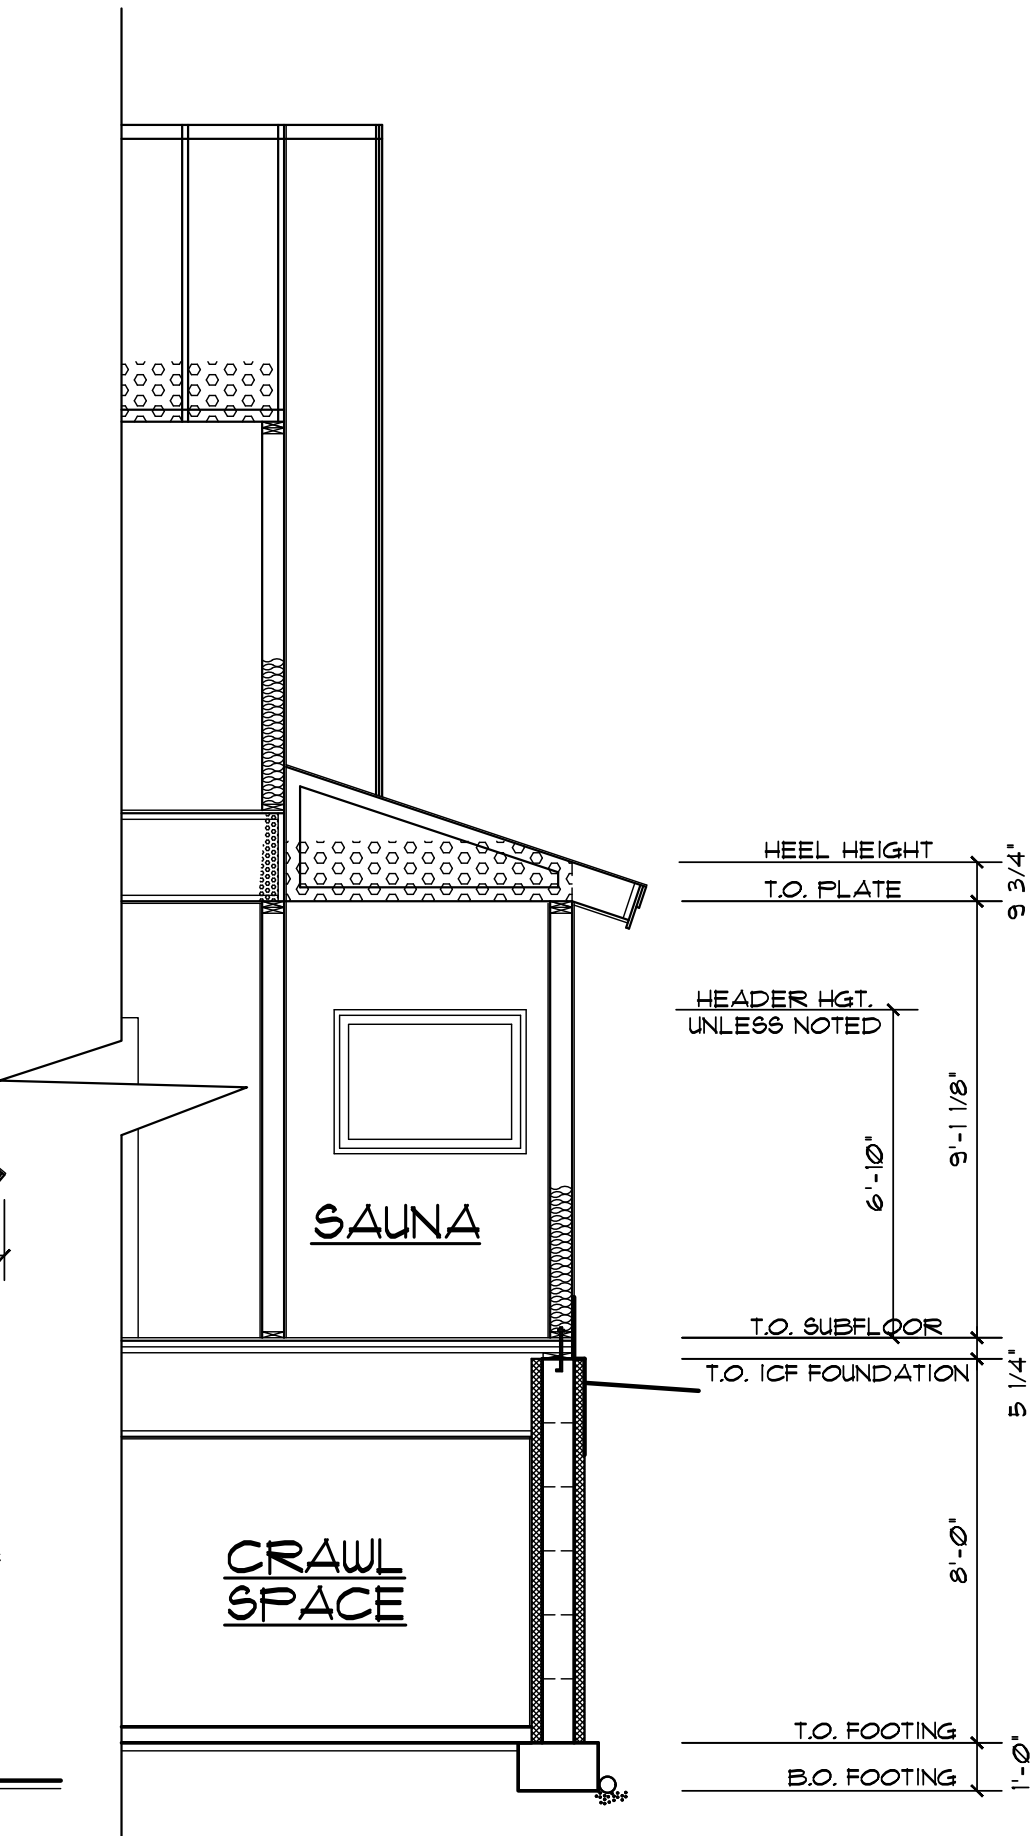 HEEL HEIGHT
9 3/4"
T.O. PLATE
HEADER HGT.
UNLESS NOTED
9'-1 1/8"
6'-10"
SAUNA
T.O. SUBFLOOR
T.O. ICF FOUNDATION
5 1/4"
CRAWL
SPACE
8'-0"
T.O. FOOTING
1'-0"
B.O. FOOTING